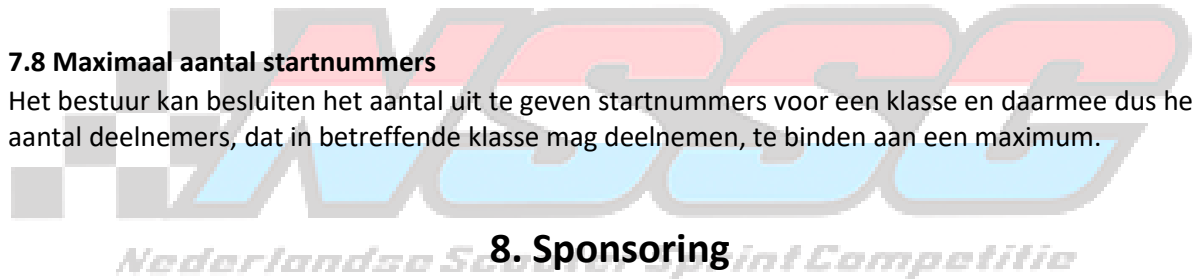 7.8 Maximaal aantal startnummers
Het bestuur kan besluiten het aantal uit te geven startnummers voor een klasse en daarmee dus he
aantal deelnemers, dat in betreffende klasse mag deelnemen, te binden aan een maximum.
NSSC
8. Sponsoring
Nederlandse Scooter Sprint Competitie